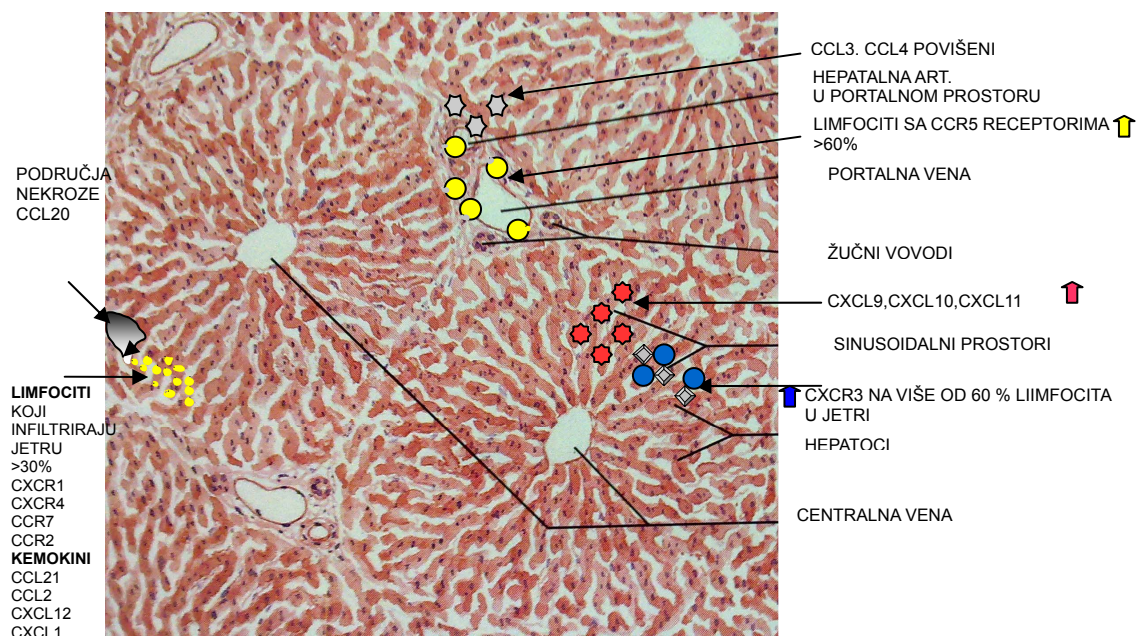 CCL3. CCL4 POVIŠENI
HEPATALNA ART.
U PORTALNOM PROSTORU
LIMFOCITI SA CCR5 RECEPTORIMA
>60%
PORTALNA VENA
ŽUČNI VOVODI
CXCL9,CXCL10,CXCL11
SINUSOIDALNI PROSTORI
CXCR3 NA VIŠE OD 60 % LIIMFOCITA
U JETRI
HEPATOCI
CENTRALNA VENA
PODRUČJA
NEKROZE
CCL20
LIMFOCITI
KOJI
INFILTRIRAJU
JETRU
>30%
CXCR1
CXCR4
CCR7
CCR2
KEMOKINI
CCL21
CCL2
CXCL12
CXCL1